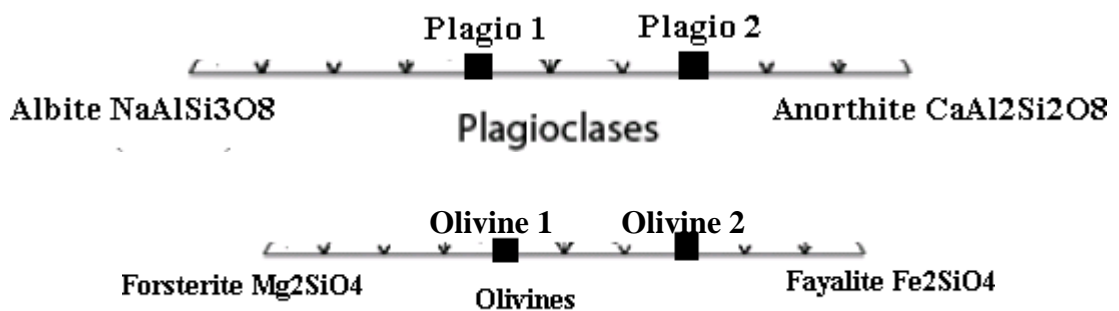 Plagio 1 Plagio 2
Albite NaAlSi3O8 Anorthite CaAl2Si2O8
Plagioclases
Olivine 1 Olivine 2
Forsterite Mg2SiO4 Fayalite Fe2SiO4
Olivines